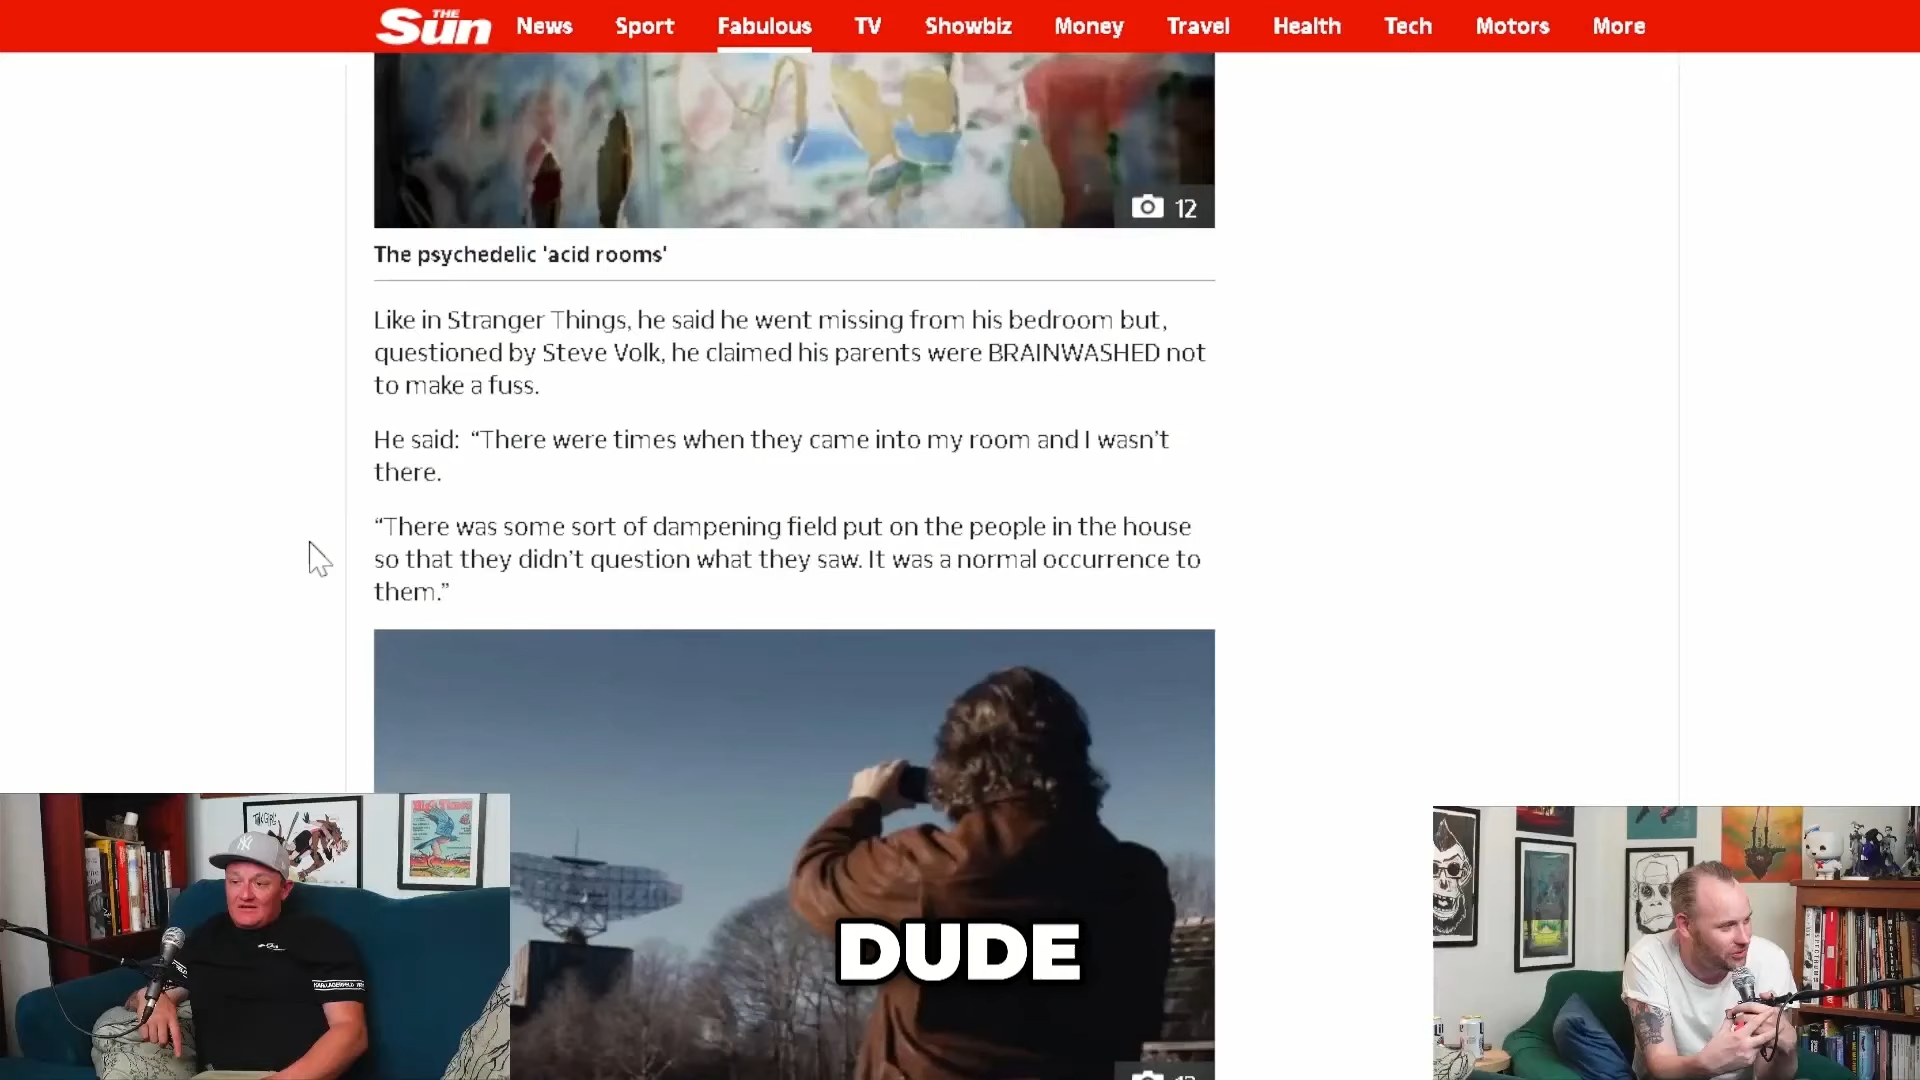 THE Sun News Sport Fabulous TV Showbiz Money Travel Health Tech Motors More
12
The psychedelic 'acid rooms'
Like in Stranger Things, he said he went missing from his bedroom but,
questioned by Steve Volk, he claimed his parents were BRAINWASHED not
to make a fuss.
He said:  “There were times when they came into my room and I wasn’t
there.
“There was some sort of dampening field put on the people in the house
so that they didn’t question what they saw. It was a normal occurrence to
them.”
TANK GIRL
High Times
DUDE